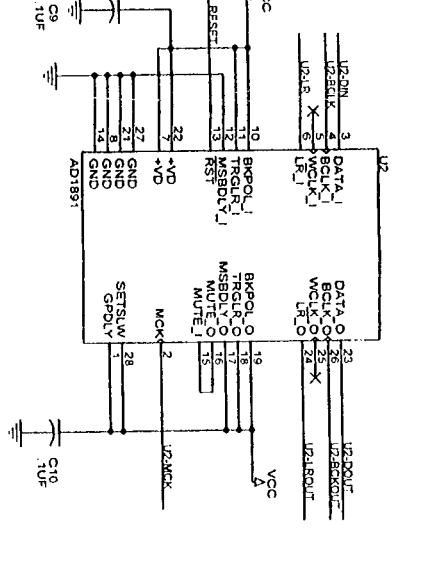 U2
U2-DIN
U2-BCLK
U2-LR
3
4
5
6
DATA_I
BCLK_I
WCLK_I
LR_I
VCC
RESET
10
11
12
13
BKPOL_I
TRGLR_I
MSBDLY_I
RST
22
7
+VD
+VD
27
21
8
14
GND
GND
GND
GND
AD1891
C9
.1UF
DATA_O
BCLK_O
WCLK_O
LR_O
23
26
25
24
U2-DOUT
U2-BCKOUT
U2-LROUT
BKPOL_O
TRGLR_O
MSBDLY_O
MUTE_O
MUTE_I
19
18
17
16
15
VCC
MCK
2
U2-MCK
SETSLW
GPDLY
28
1
C10
.1UF